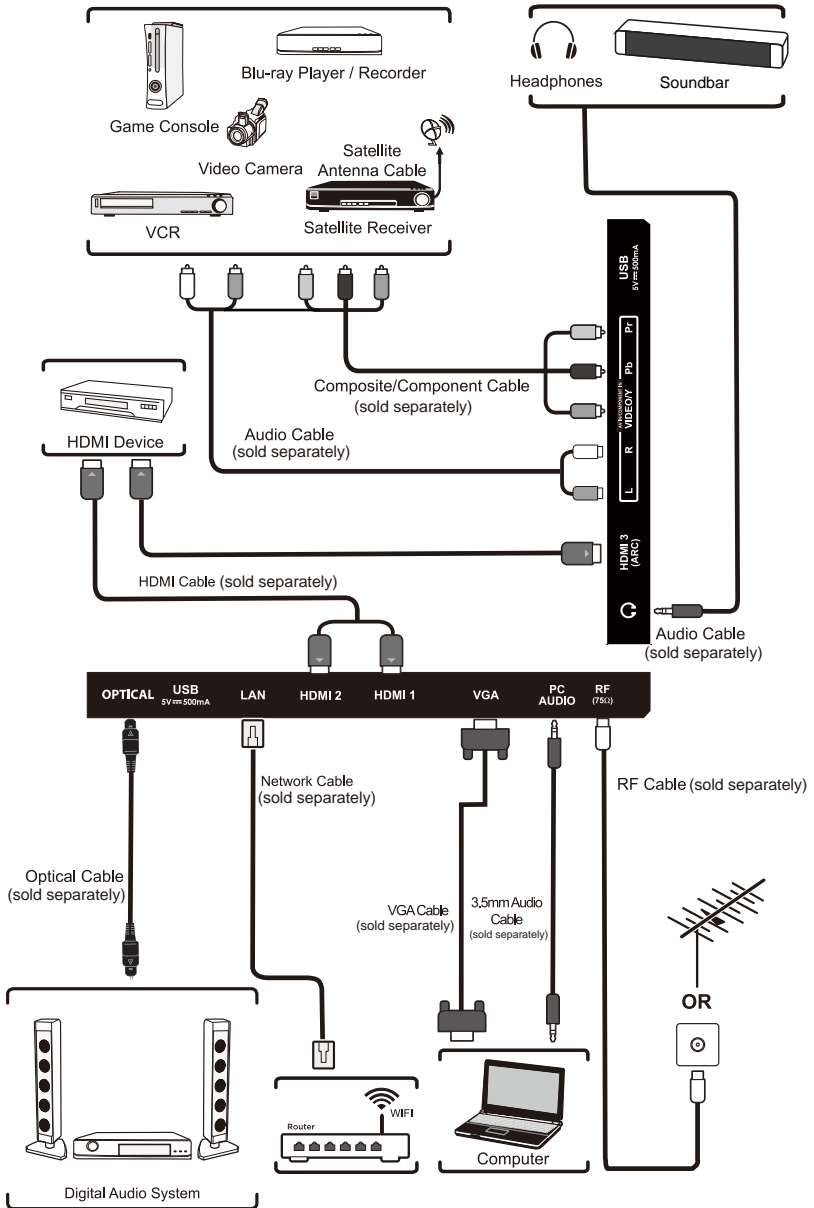 Blu-ray Player / Recorder
Game Console
Video Camera
Satellite
Antenna Cable
VCR
Satellite Receiver
Headphones
Soundbar
USB
5V⎓500mA
Pr
Pb
VIDEO/Y
R
L
HDMI 3
(ARC)
Composite/Component Cable
(sold separately)
Audio Cable
(sold separately)
HDMI Device
HDMI Cable (sold separately)
Audio Cable
(sold separately)
OPTICAL
USB
5V⎓500mA
LAN
HDMI 2
HDMI 1
VGA
PC
AUDIO
RF
(75Ω)
Network Cable
(sold separately)
RF Cable (sold separately)
Optical Cable
(sold separately)
VGA Cable
(sold separately)
3.5mm Audio
Cable
(sold separately)
OR
Router
WIFI
Computer
Digital Audio System